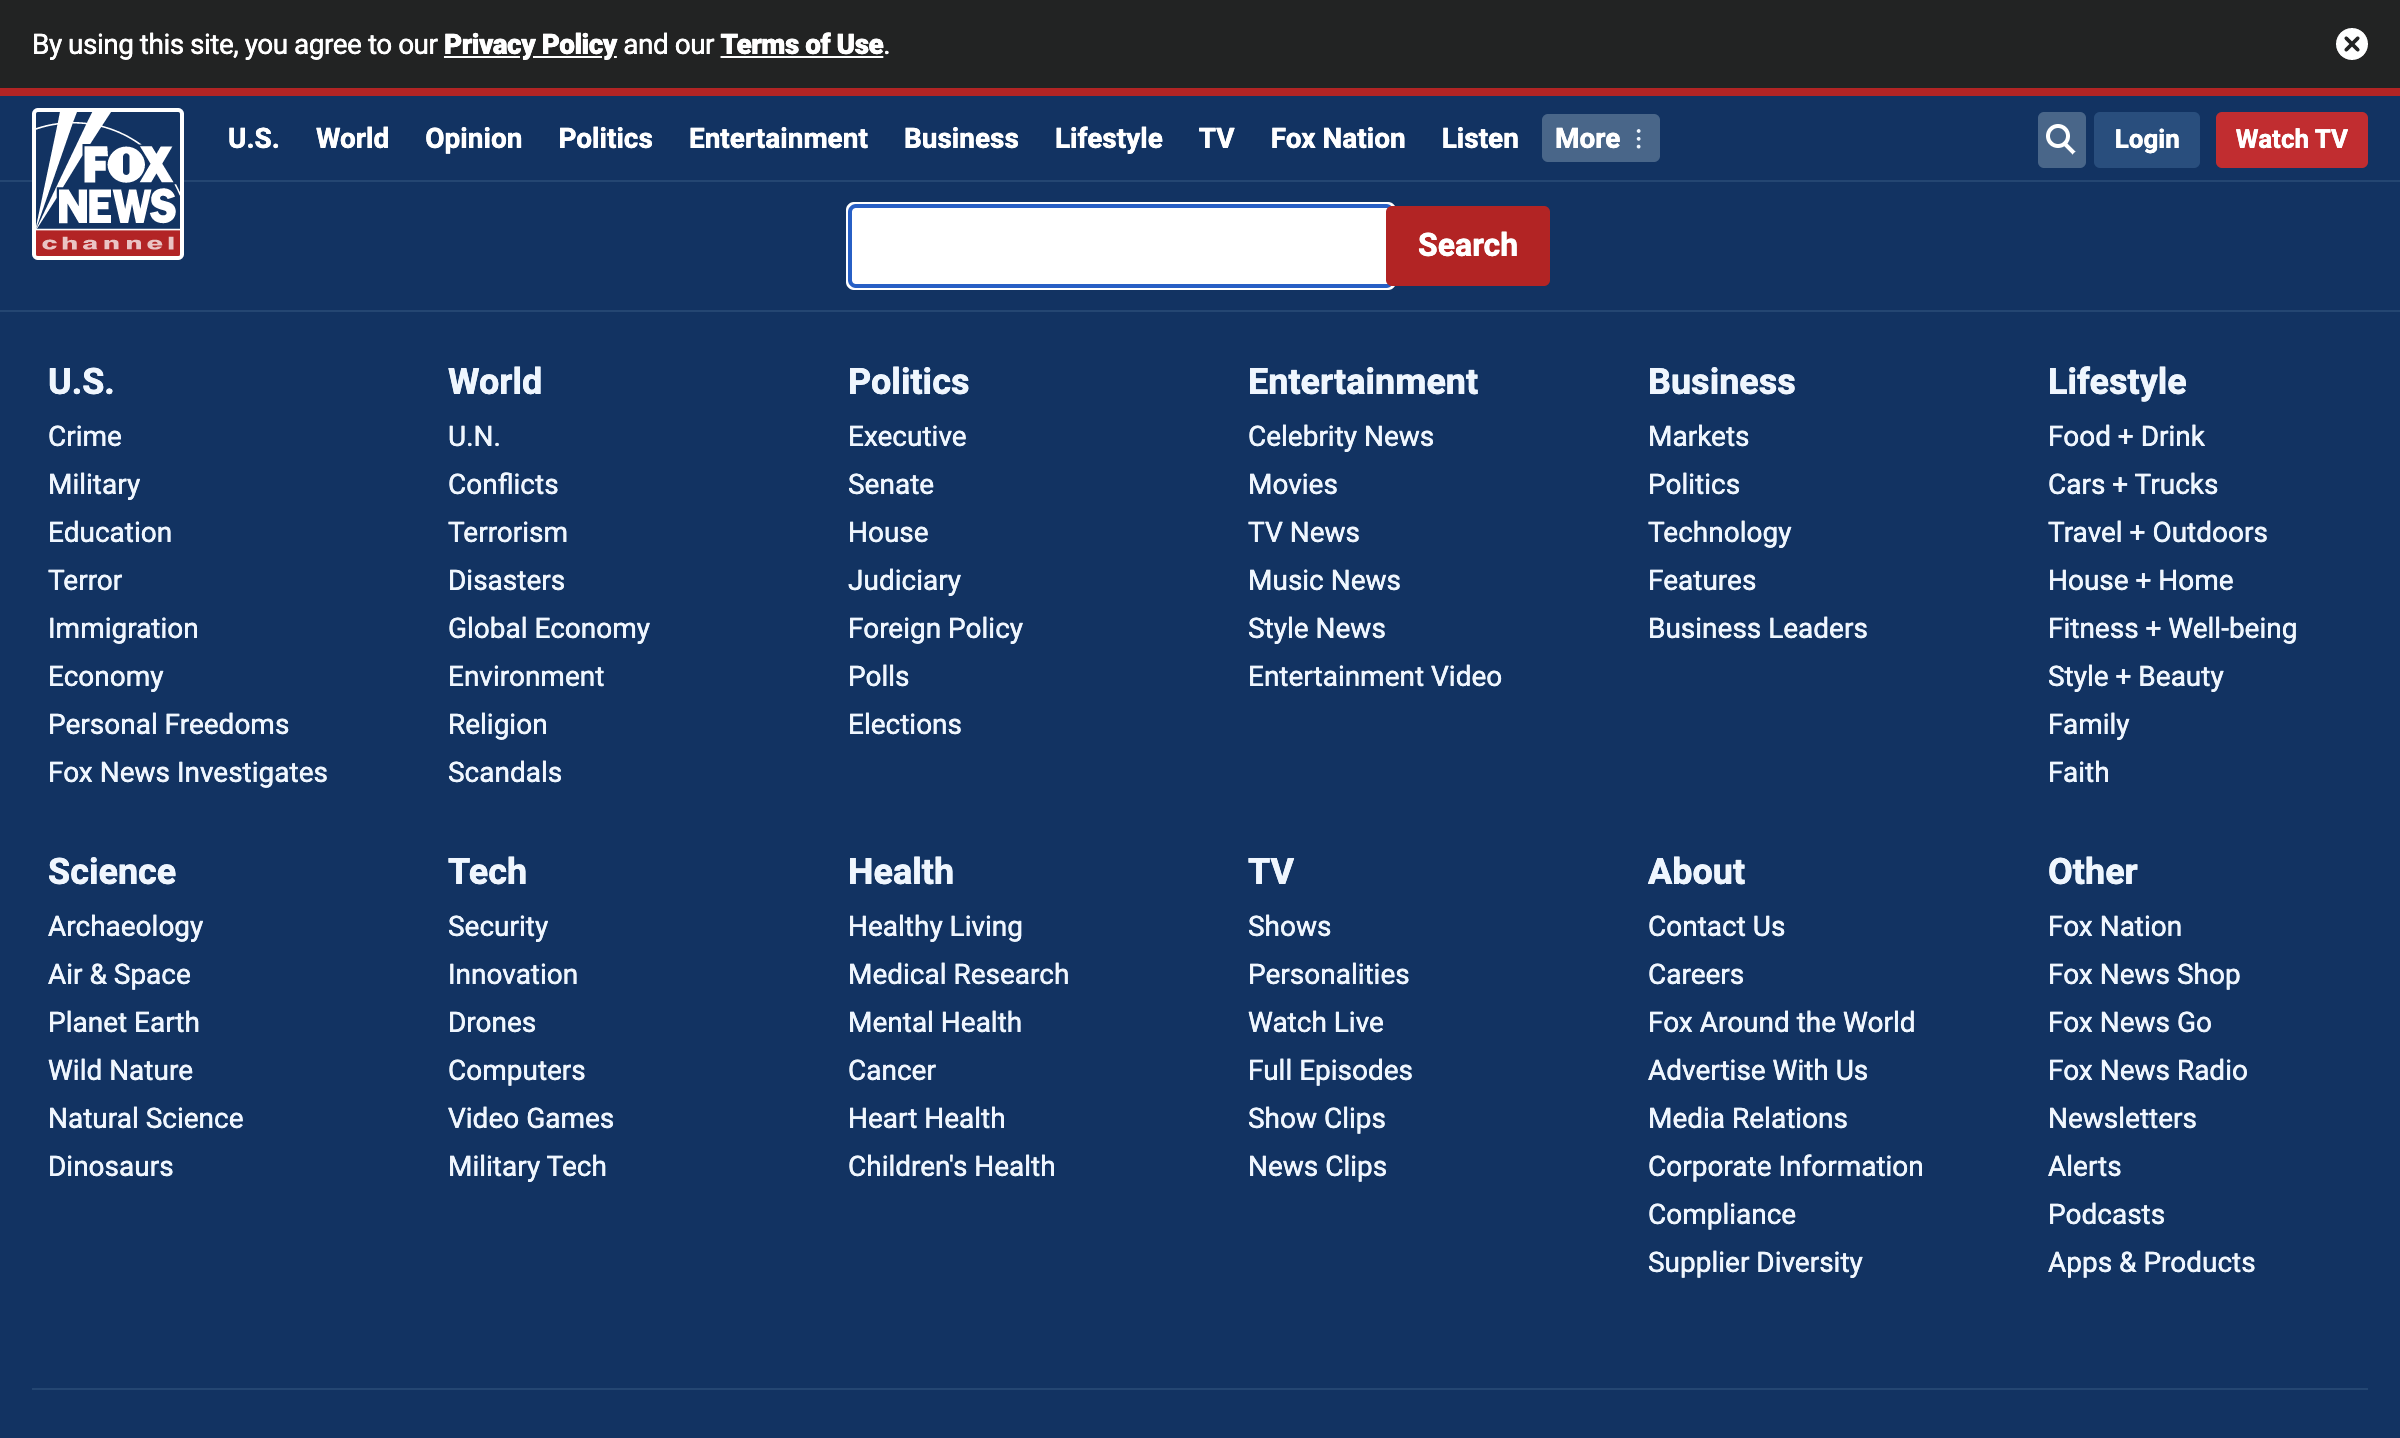 By using this site, you agree to our Privacy Policy and our Terms of Use.
FOX
NEWS
channel
U.S. World Opinion Politics Entertainment Business Lifestyle TV Fox Nation Listen More Login Watch TV
Search
U.S.
Crime
Military
Education
Terror
Immigration
Economy
Personal Freedoms
Fox News Investigates
World
U.N.
Conflicts
Terrorism
Disasters
Global Economy
Environment
Religion
Scandals
Politics
Executive
Senate
House
Judiciary
Foreign Policy
Polls
Elections
Entertainment
Celebrity News
Movies
TV News
Music News
Style News
Entertainment Video
Business
Markets
Politics
Technology
Features
Business Leaders
Lifestyle
Food + Drink
Cars + Trucks
Travel + Outdoors
House + Home
Fitness + Well-being
Style + Beauty
Family
Faith
Science
Archaeology
Air & Space
Planet Earth
Wild Nature
Natural Science
Dinosaurs
Tech
Security
Innovation
Drones
Computers
Video Games
Military Tech
Health
Healthy Living
Medical Research
Mental Health
Cancer
Heart Health
Children's Health
TV
Shows
Personalities
Watch Live
Full Episodes
Show Clips
News Clips
About
Contact Us
Careers
Fox Around the World
Advertise With Us
Media Relations
Corporate Information
Compliance
Supplier Diversity
Other
Fox Nation
Fox News Shop
Fox News Go
Fox News Radio
Newsletters
Alerts
Podcasts
Apps & Products